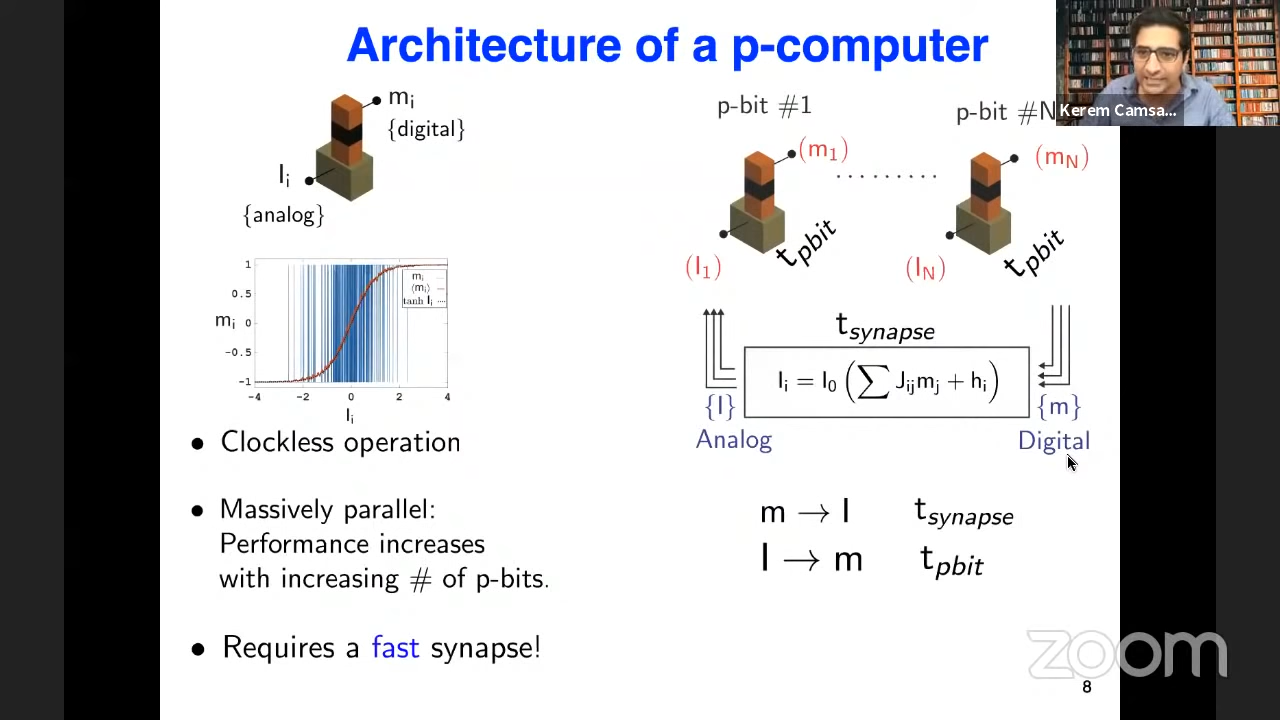 Architecture of a p-computer
Kerem Camsa...
mᵢ
{digital}
Iᵢ
{analog}
p-bit #1
p-bit #N
(m₁)
(m_N)
.........
t_pbit
t_pbit
(I₁)
(I_N)
1
0.5
mᵢ 0
−0.5
−1
mᵢ
⟨mᵢ⟩
tanh Iᵢ
−4 −2 0 2 4
Iᵢ
t_synapse
Iᵢ = I₀ (∑ Jᵢⱼmⱼ + hᵢ)
{I}
{m}
Analog
Digital
• Clockless operation
• Massively parallel:
Performance increases
with increasing # of p-bits.
• Requires a fast synapse!
m → I t_synapse
I → m t_pbit
zoom
8